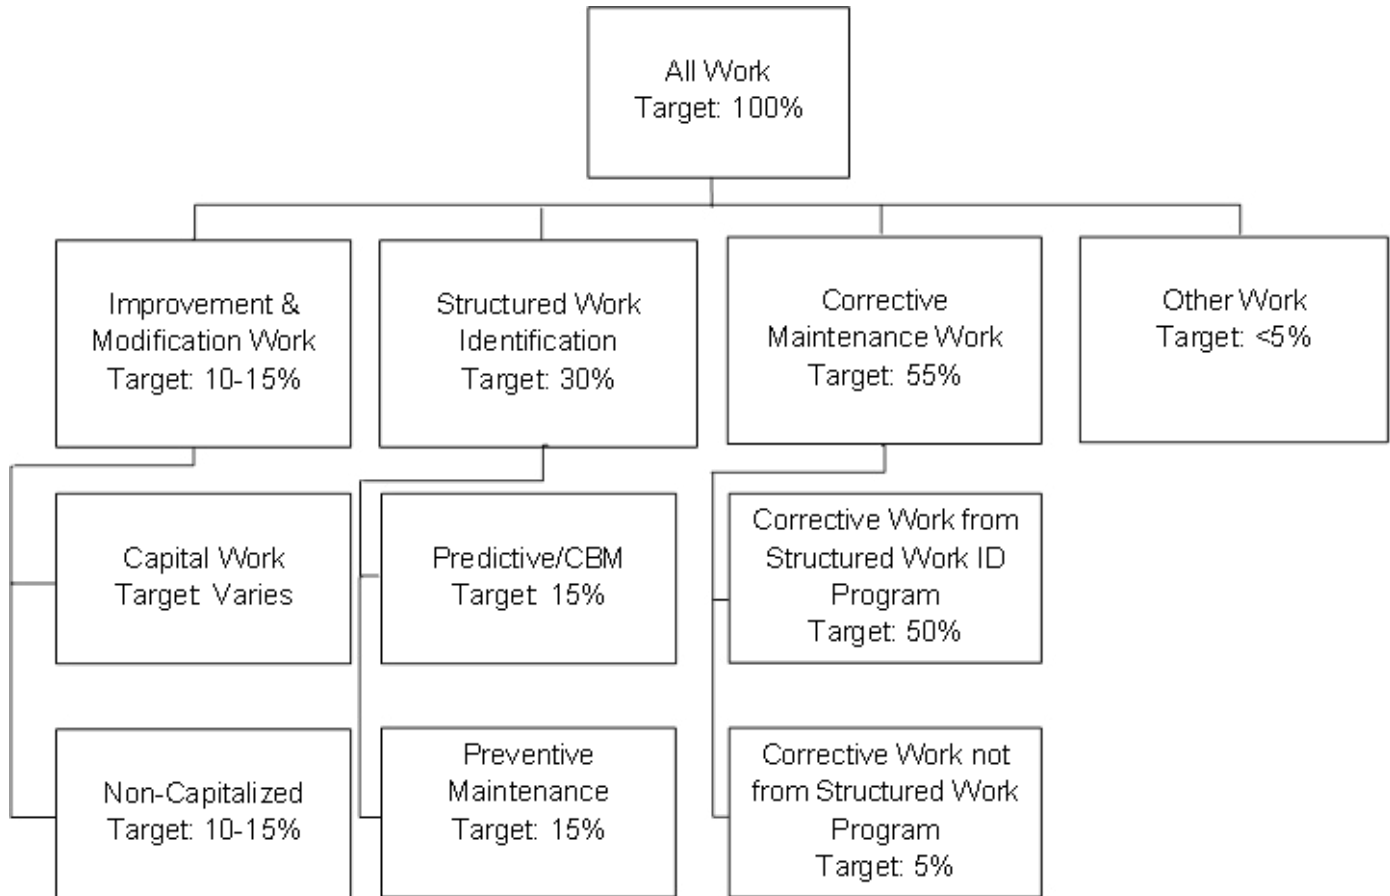 All Work
Target: 100%
Improvement &
Modification Work
Target: 10-15%
Structured Work
Identification
Target: 30%
Corrective
Maintenance Work
Target: 55%
Other Work
Target: <5%
Capital Work
Target: Varies
Predictive/CBM
Target: 15%
Corrective Work from
Structured Work ID
Program
Target: 50%
Non-Capitalized
Target: 10-15%
Preventive
Maintenance
Target: 15%
Corrective Work not
from Structured Work
Program
Target: 5%